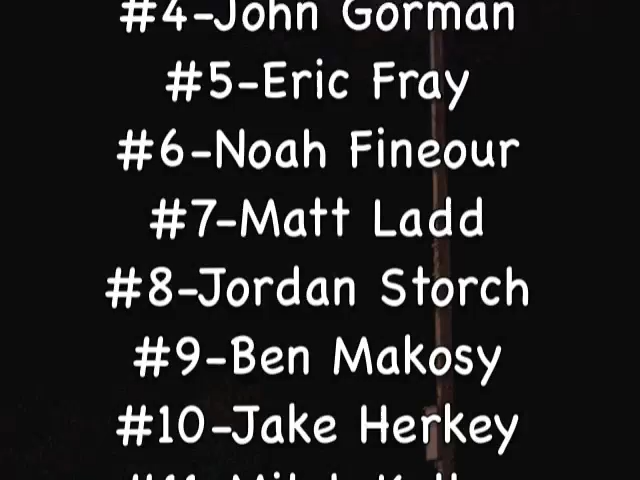 #4-John Gorman
#5-Eric Fray
#6-Noah Fineour
#7-Matt Ladd
#8-Jordan Storch
#9-Ben Makosy
#10-Jake Herkey